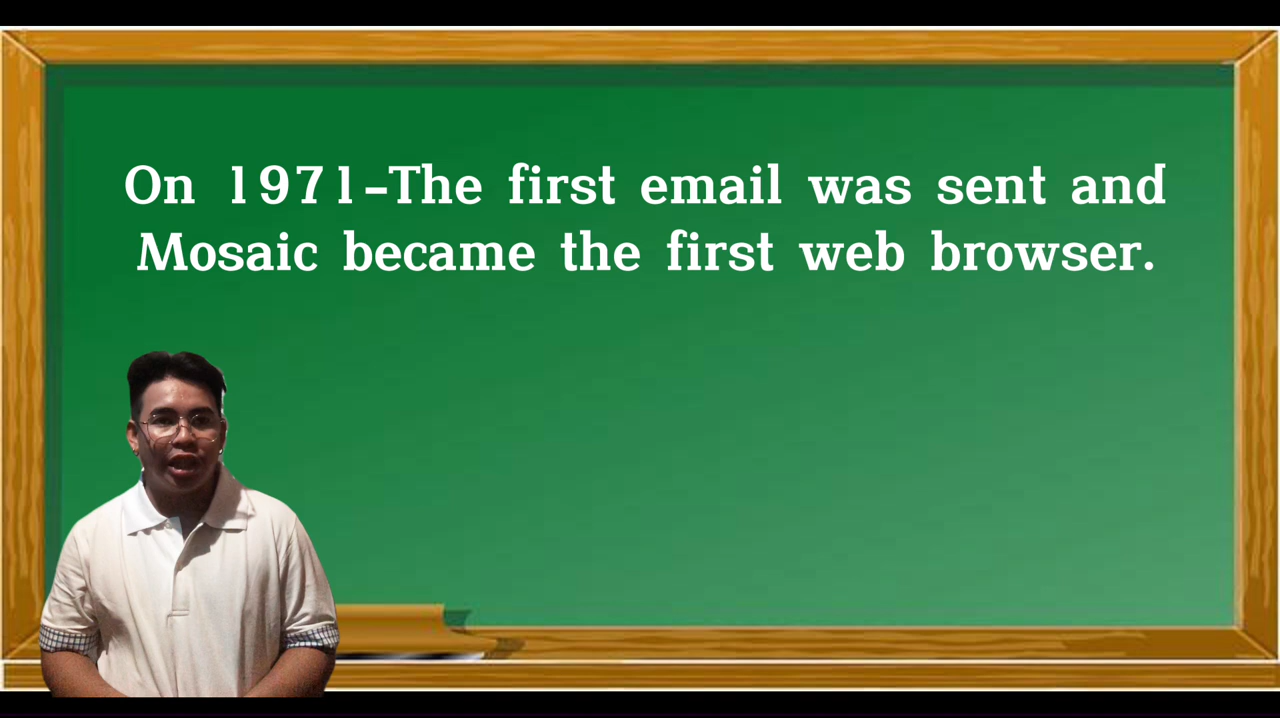 On 1971-The first email was sent and
Mosaic became the first web browser.